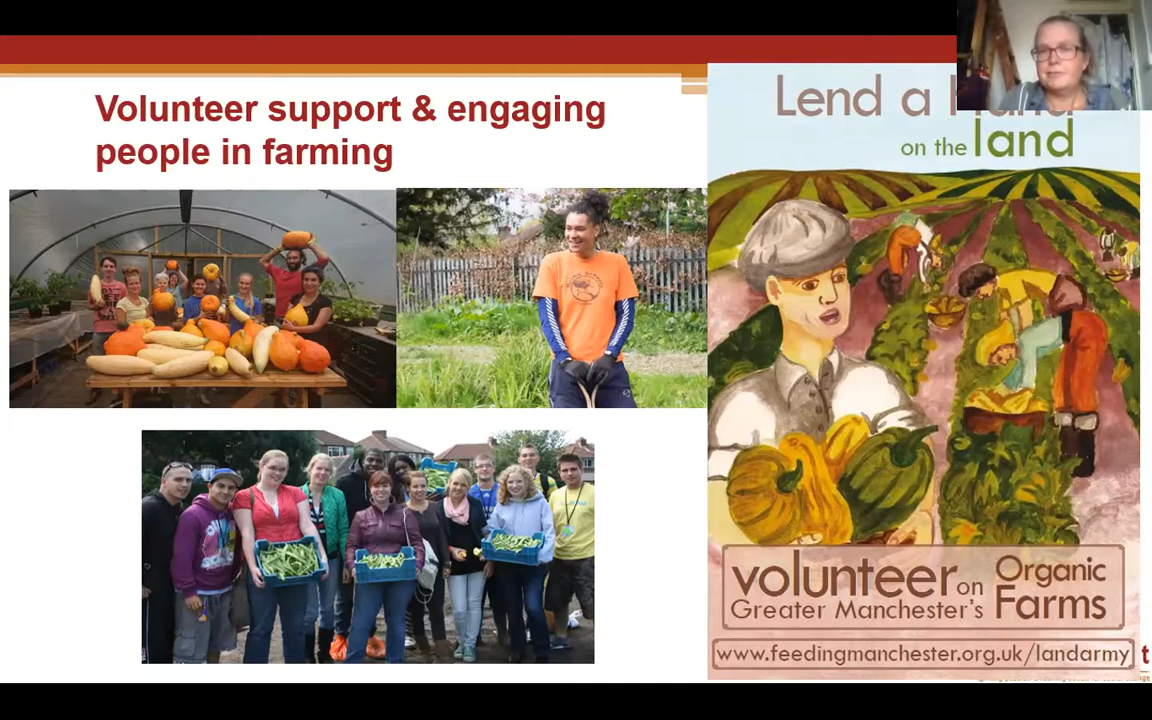 Volunteer support & engaging
people in farming
Lend a Hand
on the land
volunteer on Organic
Greater Manchester's Farms
www.feedingmanchester.org.uk/landarmy
t